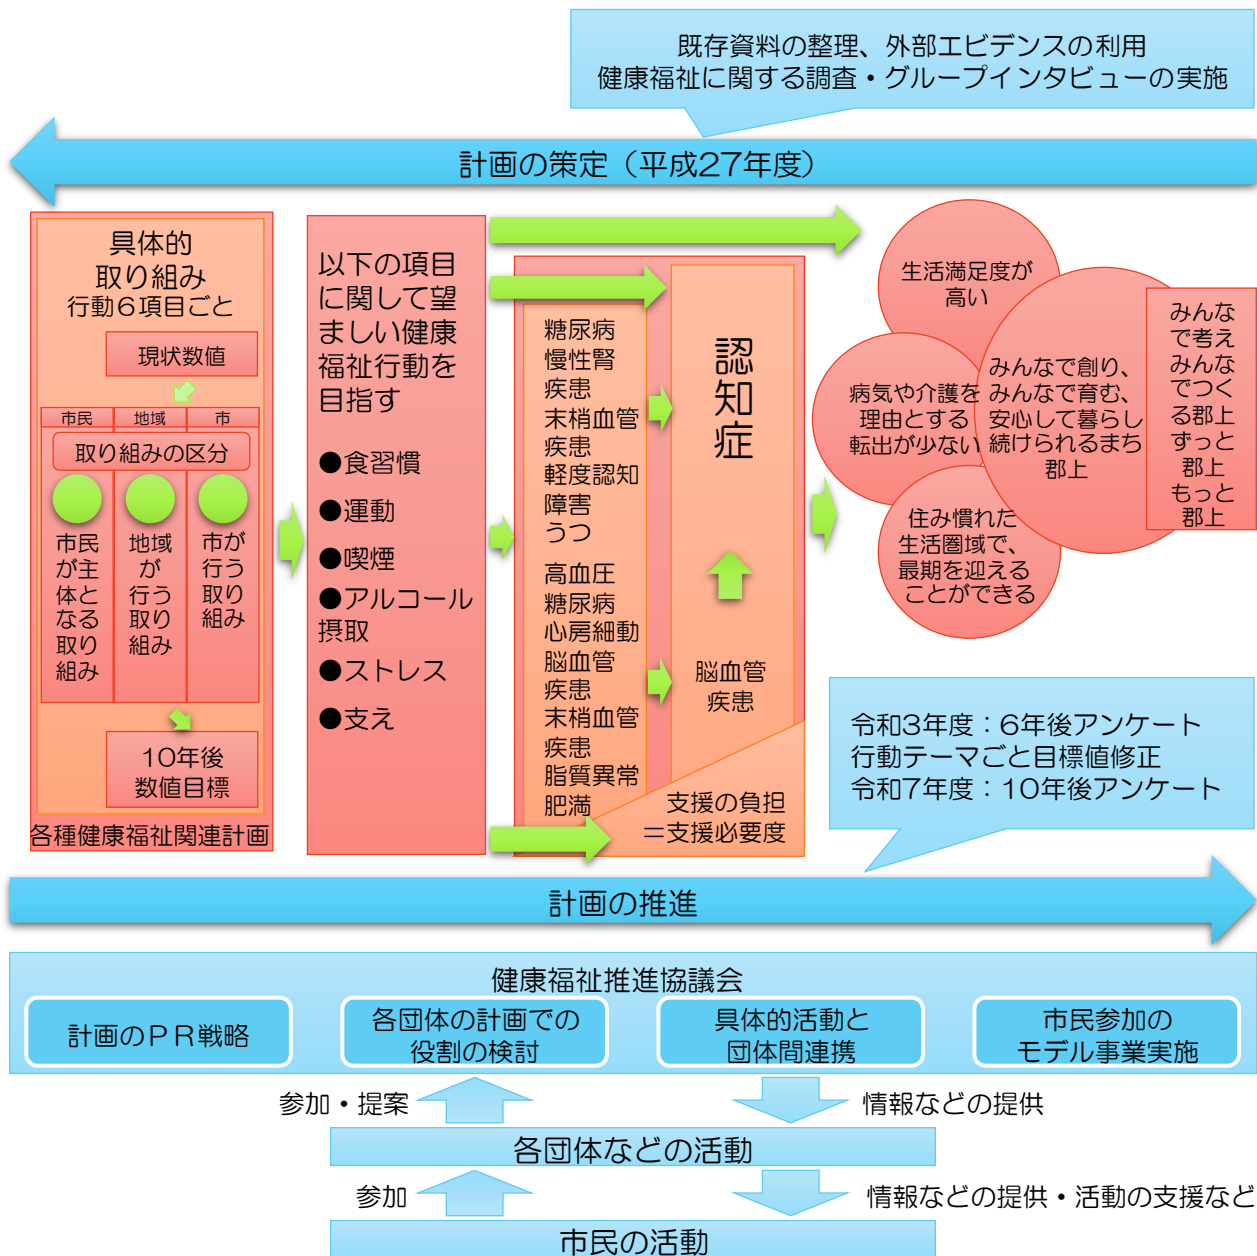 既存資料の整理、外部エビデンスの利用
健康福祉に関する調査・グループインタビューの実施
計画の策定（平成27年度）
具体的
取り組み
行動６項目ごと
現状数値
市民
地域
市
取り組みの区分
市民
が主
体と
なる
取り
組み
地域
が
行う
取り
組み
市が
行う
取り
組み
10年後
数値目標
各種健康福祉関連計画
以下の項目
に関して望
ましい健康
福祉行動を
目指す
●食習慣
●運動
●喫煙
●アルコール
摂取
●ストレス
●支え
糖尿病
慢性腎
疾患
末梢血管
疾患
軽度認知
障害
うつ
高血圧
糖尿病
心房細動
脳血管
疾患
末梢血管
疾患
脂質異常
肥満
認知症
脳血管
疾患
支援の負担
＝支援必要度
生活満足度が
高い
病気や介護を
理由とする
転出が少ない
住み慣れた
生活圏域で、
最期を迎える
ことができる
みんなで創り、
みんなで育む、
安心して暮らし
続けられるまち
郡上
みんな
で考え
みんな
でつく
る郡上
ずっと
郡上
もっと
郡上
令和3年度：6年後アンケート
行動テーマごと目標値修正
令和7年度：10年後アンケート
計画の推進
健康福祉推進協議会
計画のＰＲ戦略
各団体の計画での
役割の検討
具体的活動と
団体間連携
市民参加の
モデル事業実施
参加・提案
情報などの提供
各団体などの活動
参加
情報などの提供・活動の支援など
市民の活動